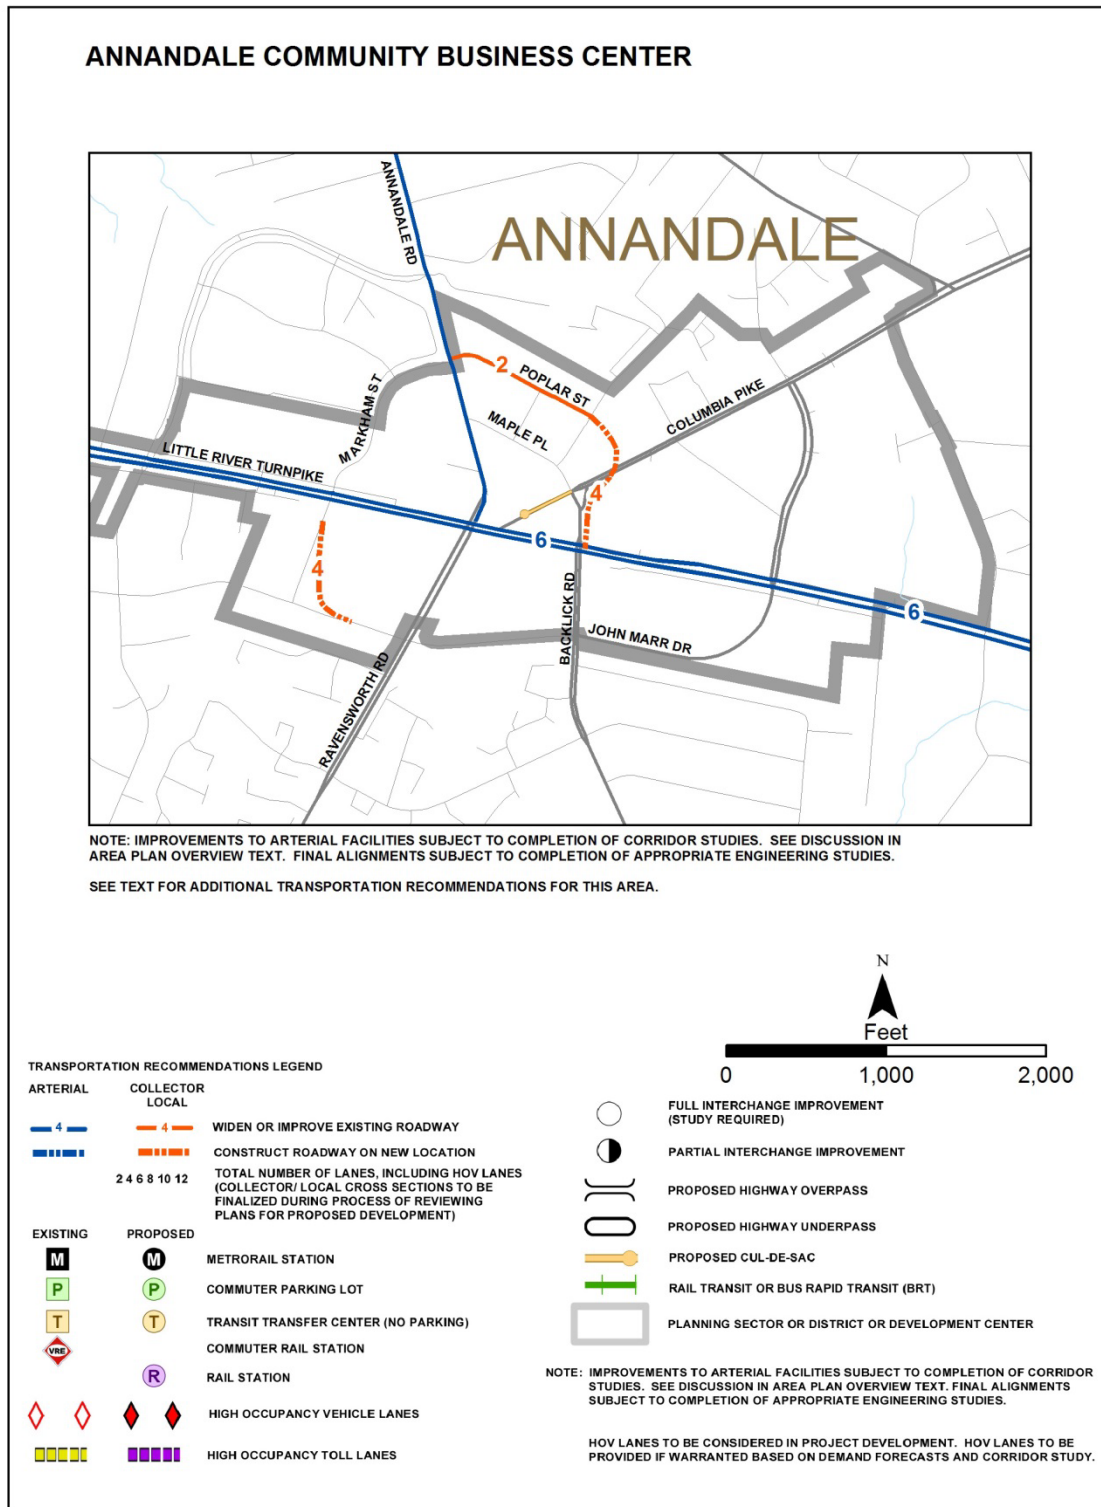 ANNANDALE COMMUNITY BUSINESS CENTER
ANNANDALE RD
ANNANDALE
2
POPLAR ST
MARKHAM ST
MAPLE PL
COLUMBIA PIKE
LITTLE RIVER TURNPIKE
4
6
4
6
BACKLICK RD
JOHN MARR DR
RAVENSWORTH RD
NOTE: IMPROVEMENTS TO ARTERIAL FACILITIES SUBJECT TO COMPLETION OF CORRIDOR STUDIES. SEE DISCUSSION IN
AREA PLAN OVERVIEW TEXT. FINAL ALIGNMENTS SUBJECT TO COMPLETION OF APPROPRIATE ENGINEERING STUDIES.
SEE TEXT FOR ADDITIONAL TRANSPORTATION RECOMMENDATIONS FOR THIS AREA.
N
Feet
0 1,000 2,000
TRANSPORTATION RECOMMENDATIONS LEGEND
ARTERIAL COLLECTOR
LOCAL
4 4 WIDEN OR IMPROVE EXISTING ROADWAY
CONSTRUCT ROADWAY ON NEW LOCATION
2 4 6 8 10 12 TOTAL NUMBER OF LANES, INCLUDING HOV LANES
(COLLECTOR/ LOCAL CROSS SECTIONS TO BE
FINALIZED DURING PROCESS OF REVIEWING
PLANS FOR PROPOSED DEVELOPMENT)
EXISTING PROPOSED
M M METRORAIL STATION
P P COMMUTER PARKING LOT
T T TRANSIT TRANSFER CENTER (NO PARKING)
VRE COMMUTER RAIL STATION
R RAIL STATION
HIGH OCCUPANCY VEHICLE LANES
HIGH OCCUPANCY TOLL LANES
FULL INTERCHANGE IMPROVEMENT
(STUDY REQUIRED)
PARTIAL INTERCHANGE IMPROVEMENT
PROPOSED HIGHWAY OVERPASS
PROPOSED HIGHWAY UNDERPASS
PROPOSED CUL-DE-SAC
RAIL TRANSIT OR BUS RAPID TRANSIT (BRT)
PLANNING SECTOR OR DISTRICT OR DEVELOPMENT CENTER
NOTE: IMPROVEMENTS TO ARTERIAL FACILITIES SUBJECT TO COMPLETION OF CORRIDOR
STUDIES. SEE DISCUSSION IN AREA PLAN OVERVIEW TEXT. FINAL ALIGNMENTS
SUBJECT TO COMPLETION OF APPROPRIATE ENGINEERING STUDIES.
HOV LANES TO BE CONSIDERED IN PROJECT DEVELOPMENT. HOV LANES TO BE
PROVIDED IF WARRANTED BASED ON DEMAND FORECASTS AND CORRIDOR STUDY.